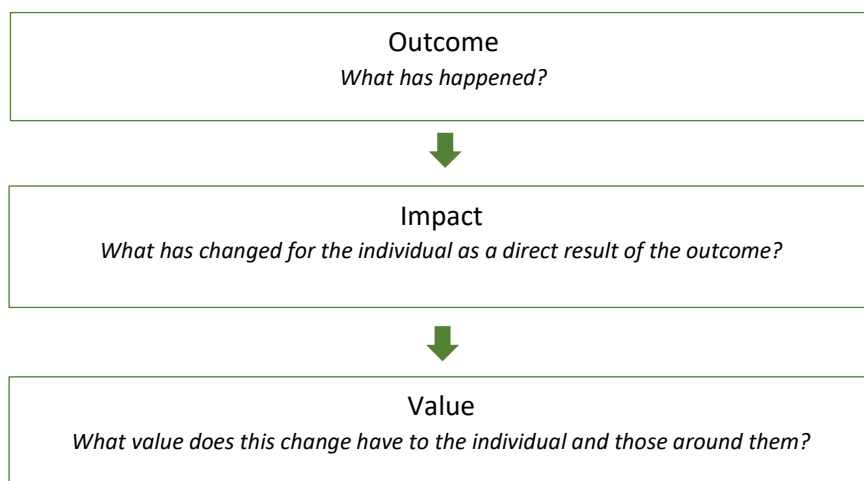 Outcome
What has happened?
Impact
What has changed for the individual as a direct result of the outcome?
Value
What value does this change have to the individual and those around them?